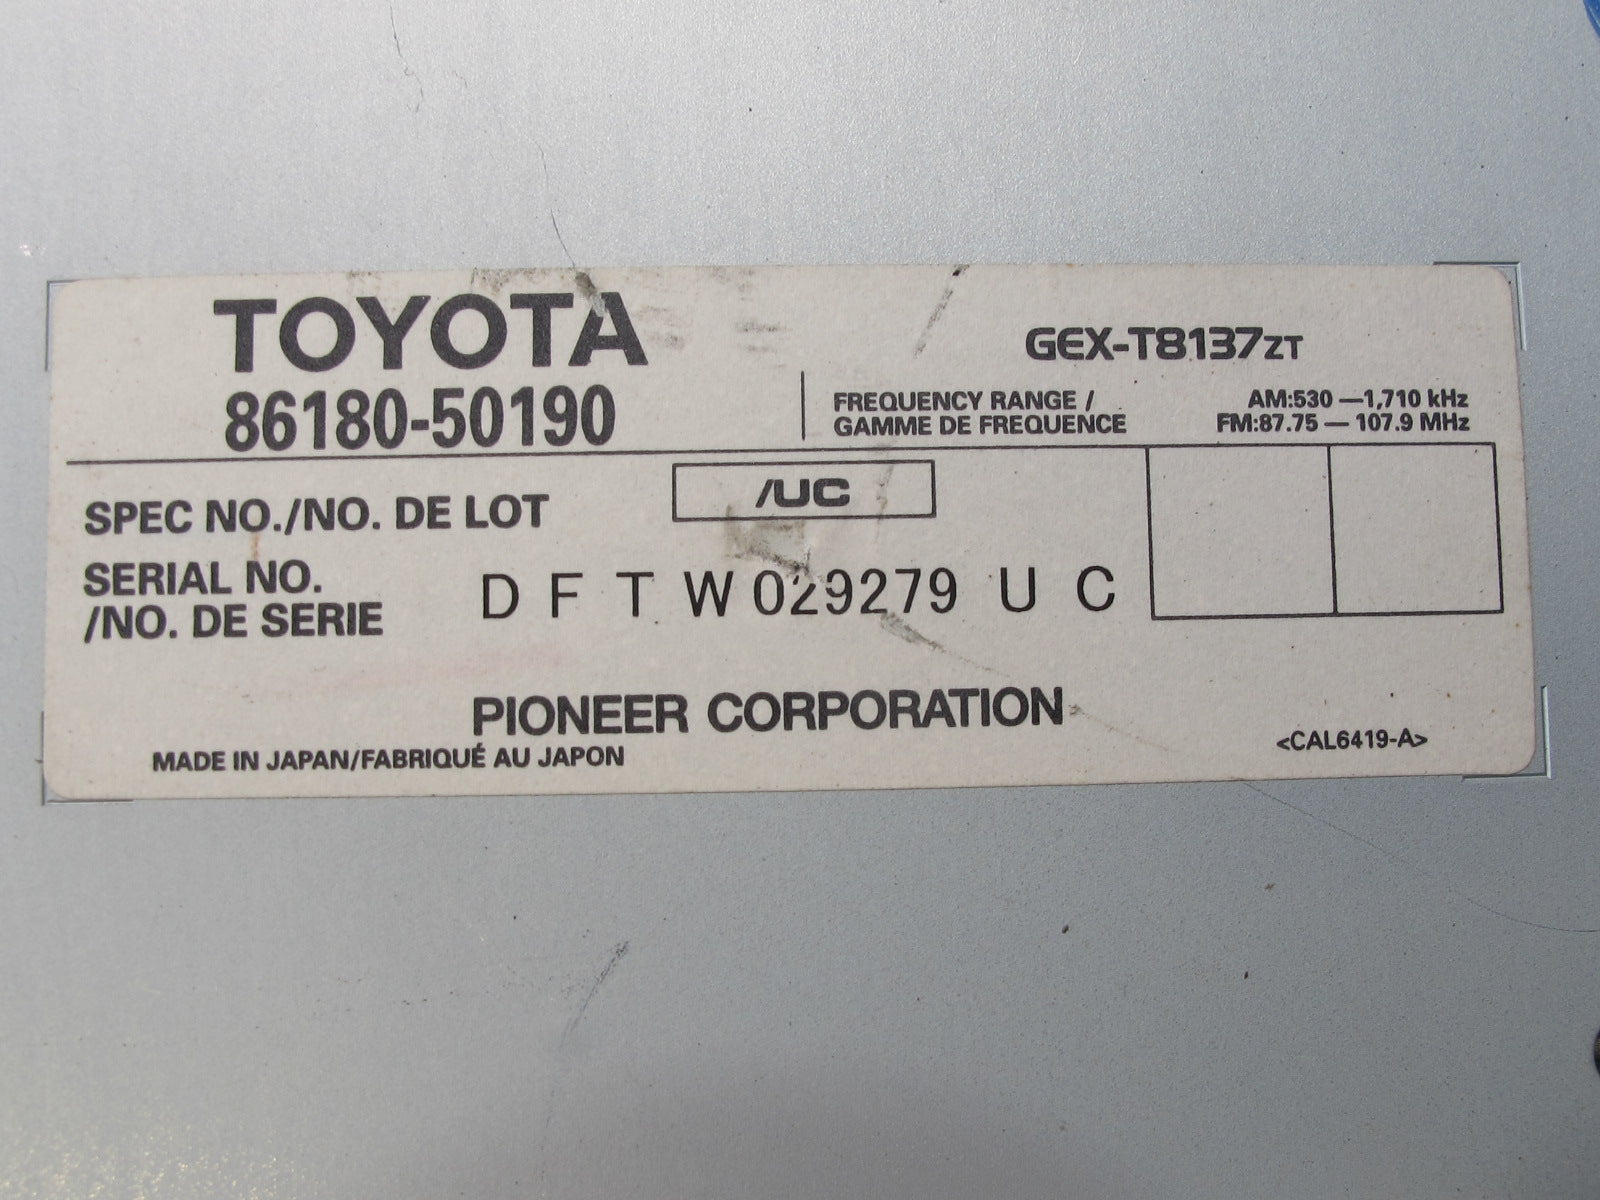 TOYOTA
86180-50190
GEX-T8137ZT
FREQUENCY RANGE / AM:530 —1,710 kHz
GAMME DE FREQUENCE FM:87.75 — 107.9 MHz
SPEC NO./NO. DE LOT /UC
SERIAL NO.
/NO. DE SERIE DFTW029279UC
PIONEER CORPORATION
MADE IN JAPAN/FABRIQUÉ AU JAPON
<CAL6419-A>